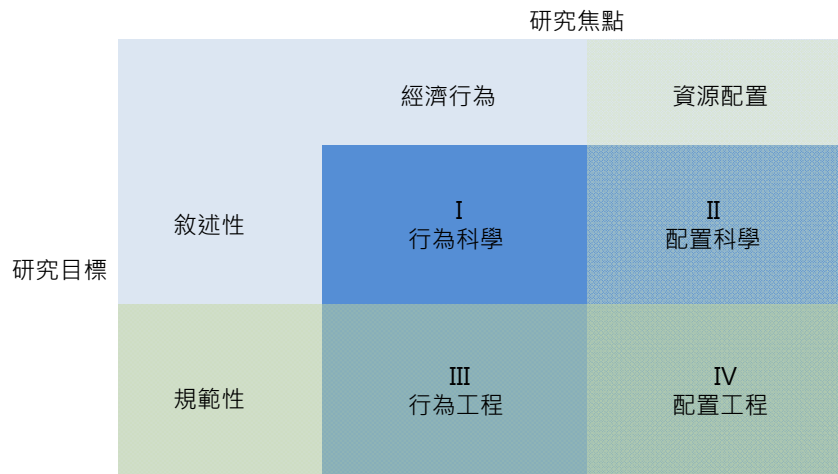 研究焦點
經濟行為
資源配置
研究目標
敘述性
I
行為科學
II
配置科學
規範性
III
行為工程
IV
配置工程